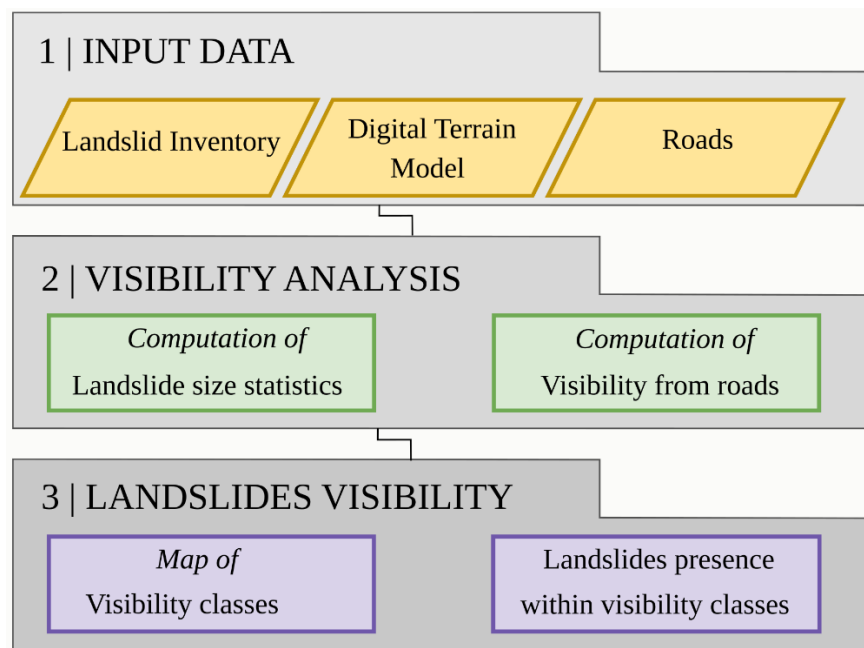 1 | INPUT DATA
Landslid Inventory
Digital Terrain
Model
Roads
2 | VISIBILITY ANALYSIS
Computation of
Landslide size statistics
Computation of
Visibility from roads
3 | LANDSLIDES VISIBILITY
Map of
Visibility classes
Landslides presence
within visibility classes